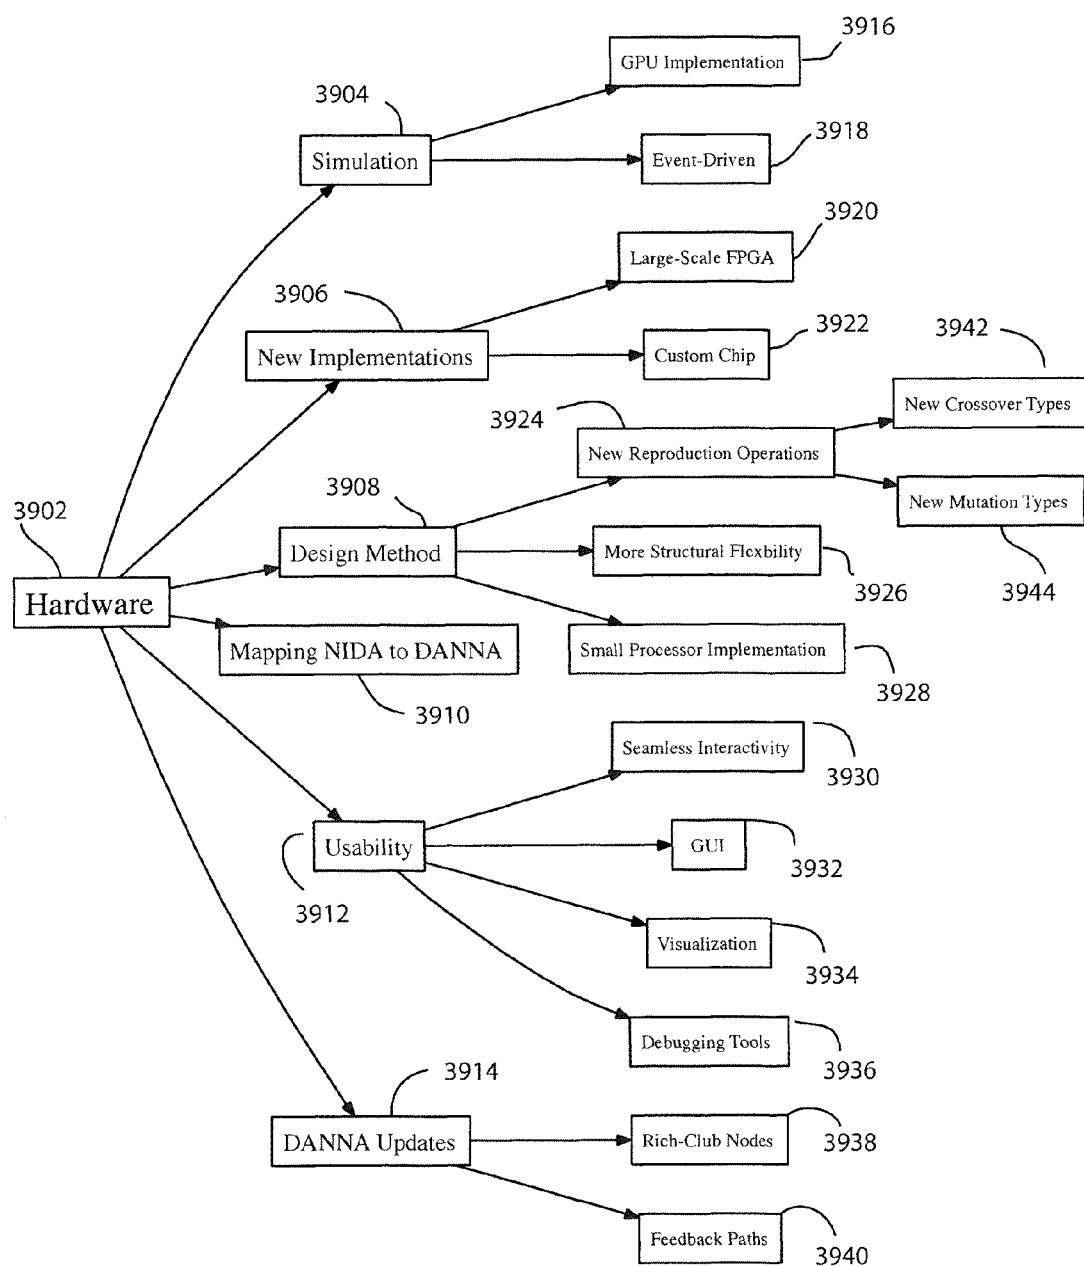 3916
GPU Implementation
3904
3918
Simulation
Event-Driven
3920
Large-Scale FPGA
3906
3922
3942
New Implementations
Custom Chip
New Crossover Types
3924
New Reproduction Operations
3908
New Mutation Types
3902
Design Method
More Structural Flexbility
3926
3944
Hardware
Mapping NIDA to DANNA
Small Processor Implementation
3928
3910
Seamless Interactivity
3930
Usability
GUI
3932
3912
Visualization
3934
Debugging Tools
3936
3914
DANNA Updates
Rich-Club Nodes
3938
Feedback Paths
3940